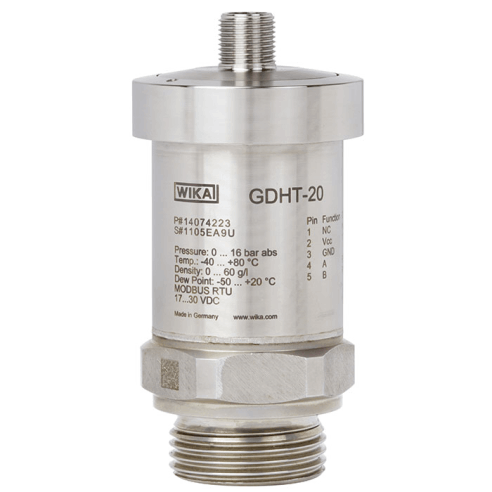 WIKA GDHT-20
P#14074223
S#1105EA9U
Pressure: 0 ... 16 bar abs
Temp.: -40 ... +80 °C
Density: 0 ... 60 g/l
Dew Point: -50 ... +20 °C
MODBUS RTU
17...30 VDC
Made in Germany www.wika.com
Pin Function
1 NC
2 Vcc
3 GND
4 A
5 B